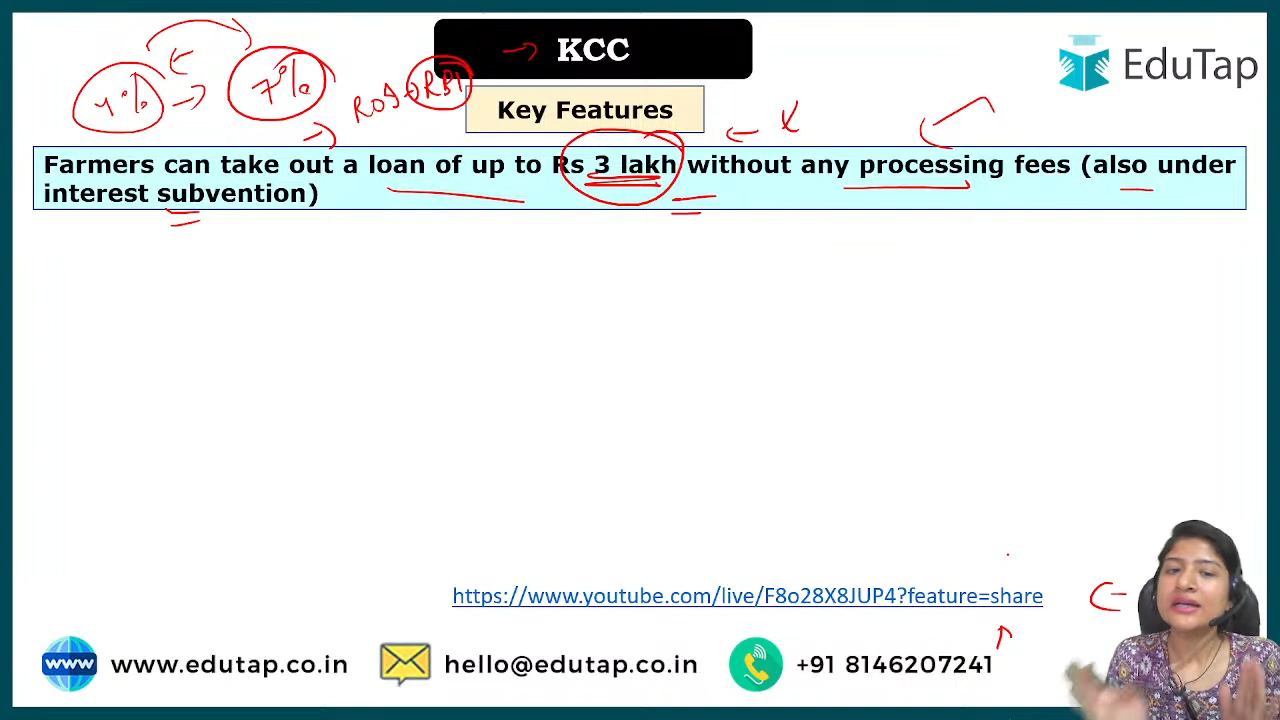 → KCC
EduTap
4% → 7%
ROI → RBI
Key Features
Farmers can take out a loan of up to Rs 3 lakh without any processing fees (also under
interest subvention)
https://www.youtube.com/live/F8o28X8JUP4?feature=share
www www.edutap.co.in hello@edutap.co.in +91 8146207241